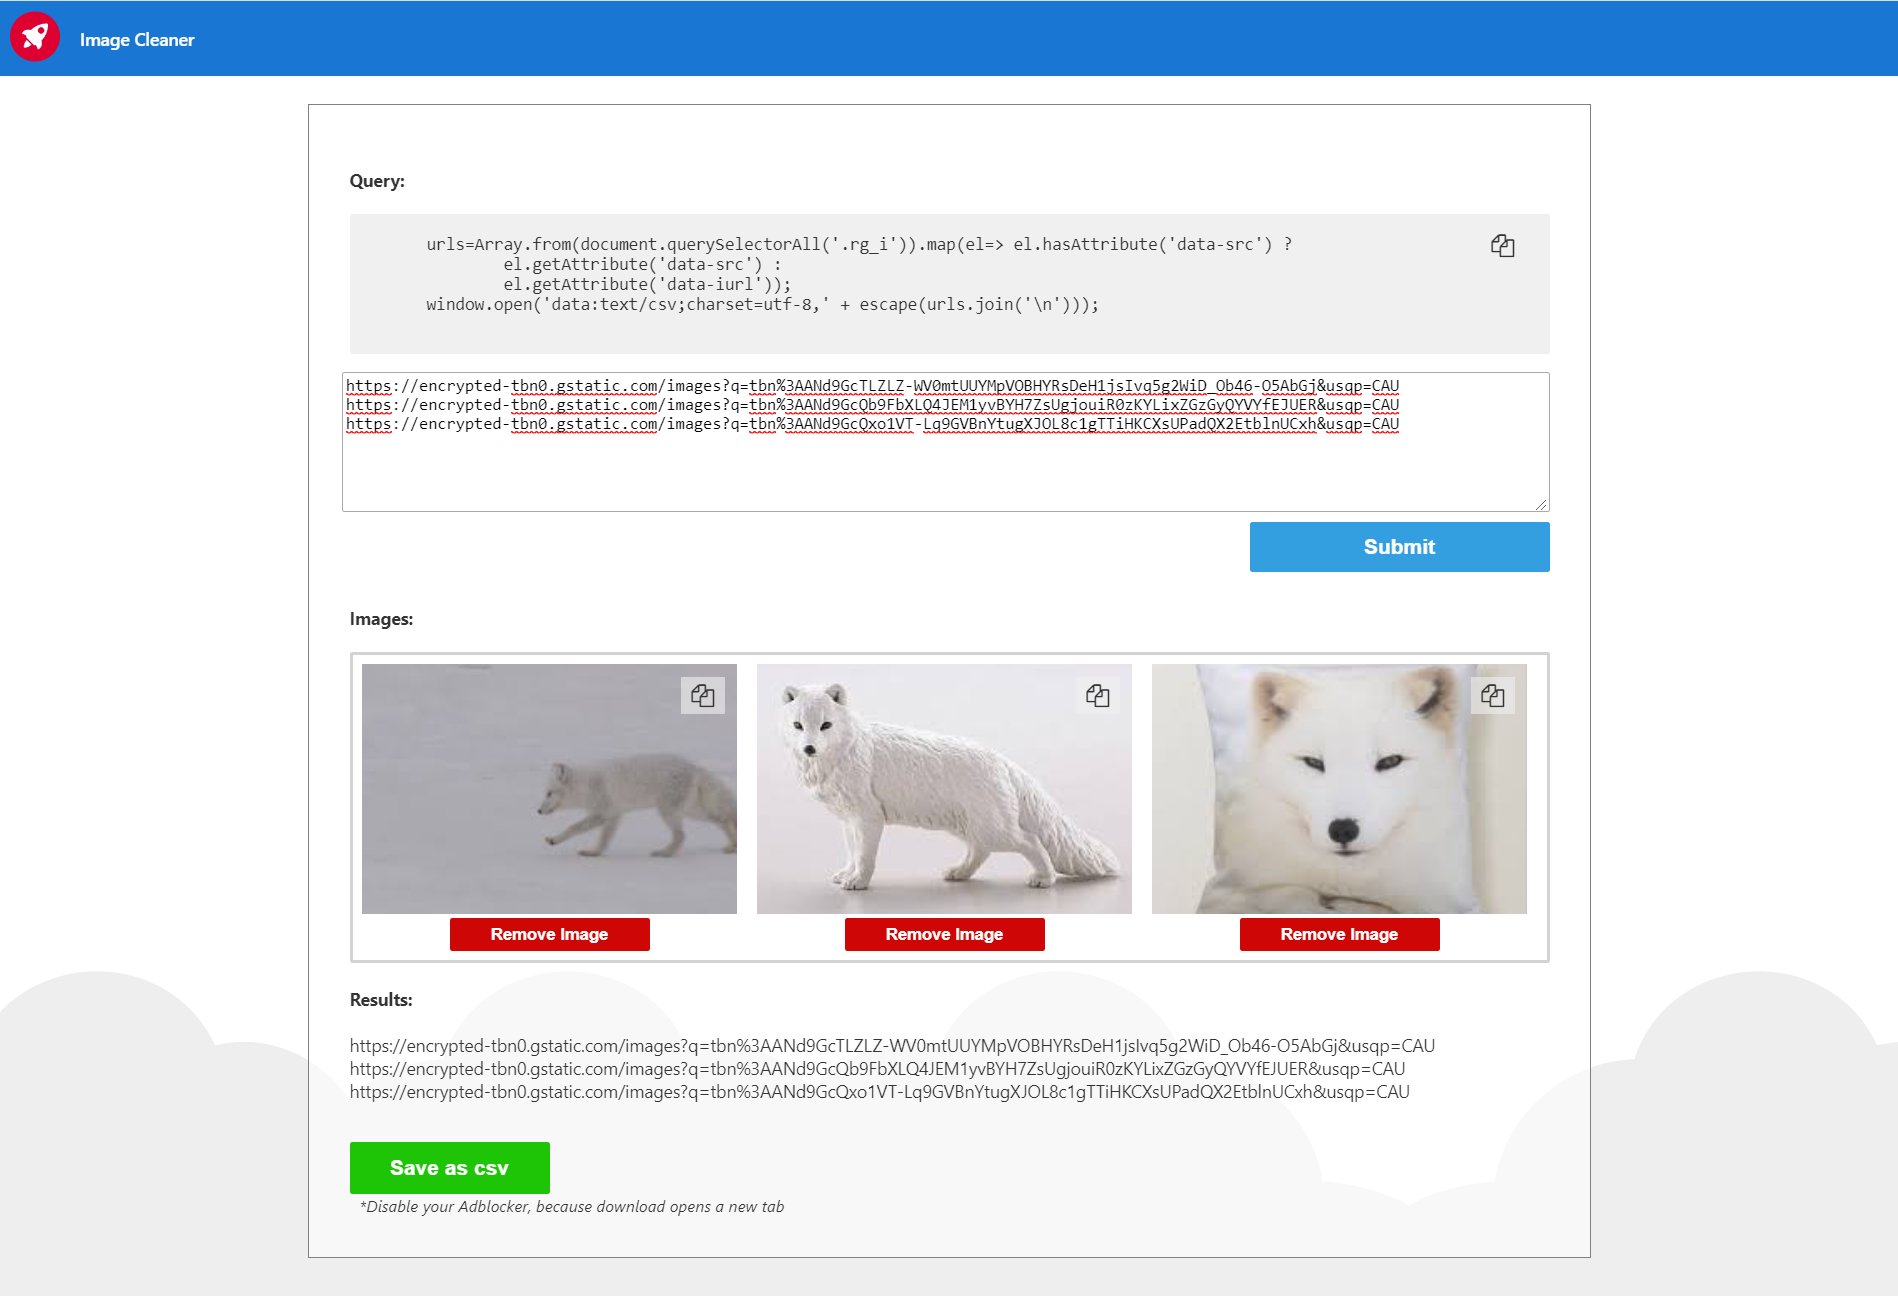 Image Cleaner
Query:
urls=Array.from(document.querySelectorAll('.rg_i')).map(el=> el.hasAttribute('data-src') ?
el.getAttribute('data-src') :
el.getAttribute('data-iurl'));
window.open('data:text/csv;charset=utf-8,' + escape(urls.join('\n')));
https://encrypted-tbn0.gstatic.com/images?q=tbn%3AANd9GcTLZLZ-WV0mtUUYMpVOBHYRsDeH1jsIvq5g2WiD_Ob46-O5AbGj&usqp=CAU
https://encrypted-tbn0.gstatic.com/images?q=tbn%3AANd9GcQb9FbXLQ4JEM1yvBYH7ZsUgjouiR0zKYLixZGzGyQYVYfEJUER&usqp=CAU
https://encrypted-tbn0.gstatic.com/images?q=tbn%3AANd9GcQxo1VT-Lq9GVBnYtugXJOL8c1gTTiHKCXsUPadQX2EtblnUCxh&usqp=CAU
Submit
Images:
Remove Image
Remove Image
Remove Image
Results:
https://encrypted-tbn0.gstatic.com/images?q=tbn%3AANd9GcTLZLZ-WV0mtUUYMpVOBHYRsDeH1jsIvq5g2WiD_Ob46-O5AbGj&usqp=CAU
https://encrypted-tbn0.gstatic.com/images?q=tbn%3AANd9GcQb9FbXLQ4JEM1yvBYH7ZsUgjouiR0zKYLixZGzGyQYVYfEJUER&usqp=CAU
https://encrypted-tbn0.gstatic.com/images?q=tbn%3AANd9GcQxo1VT-Lq9GVBnYtugXJOL8c1gTTiHKCXsUPadQX2EtblnUCxh&usqp=CAU
Save as csv
*Disable your Adblocker, because download opens a new tab